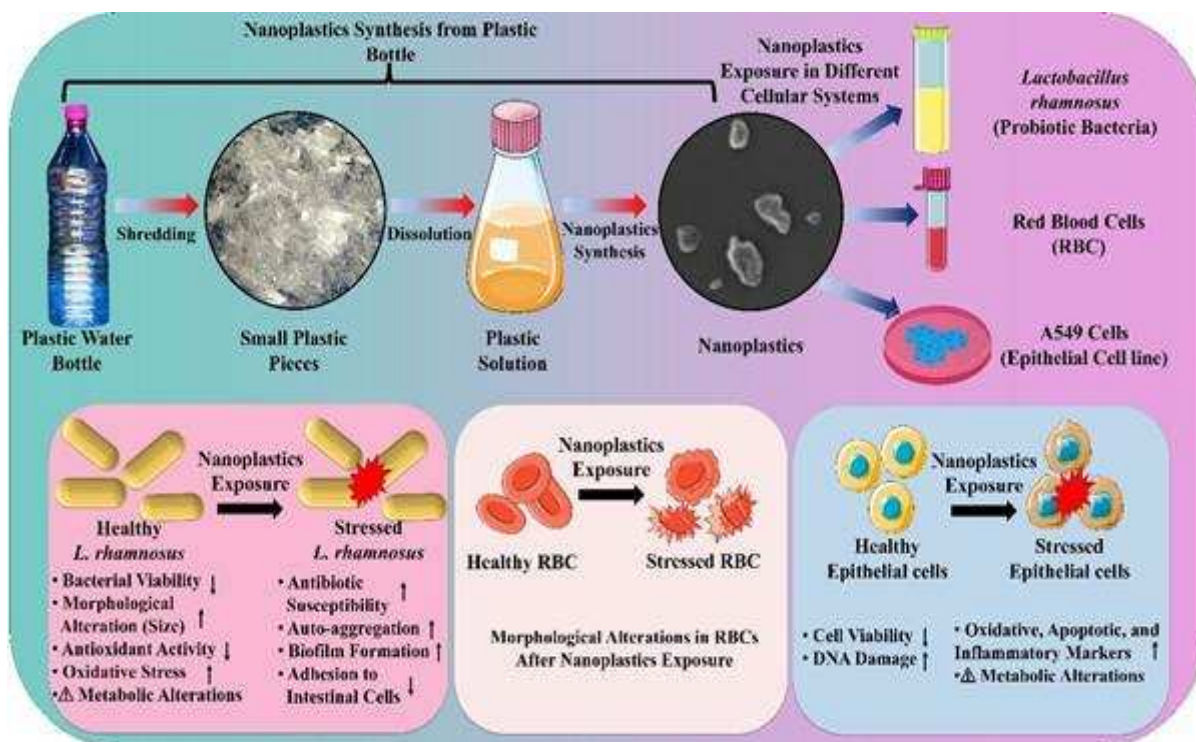 Nanoplastics Synthesis from Plastic
Bottle
Nanoplastics
Exposure in Different
Cellular Systems
Lactobacillus
rhamnosus
(Probiotic Bacteria)
Shredding
Dissolution
Nanoplastics
Synthesis
Red Blood Cells
(RBC)
Plastic Water
Bottle
Small Plastic
Pieces
Plastic
Solution
Nanoplastics
A549 Cells
(Epithelial Cell line)
Nanoplastics
Exposure
Healthy
L. rhamnosus
Stressed
L. rhamnosus
• Bacterial Viability ↓
• Morphological
Alteration (Size) ↑
• Antioxidant Activity ↓
• Oxidative Stress ↑
• ⚠ Metabolic Alterations
• Antibiotic
Susceptibility ↑
• Auto-aggregation ↑
• Biofilm Formation ↑
• Adhesion to
Intestinal Cells ↓
Nanoplastics
Exposure
Healthy RBC
Stressed RBC
Morphological Alterations in RBCs
After Nanoplastics Exposure
Nanoplastics
Exposure
Healthy
Epithelial cells
Stressed
Epithelial cells
• Cell Viability ↓
• DNA Damage ↑
• Oxidative, Apoptotic, and
Inflammatory Markers ↑
• ⚠ Metabolic Alterations